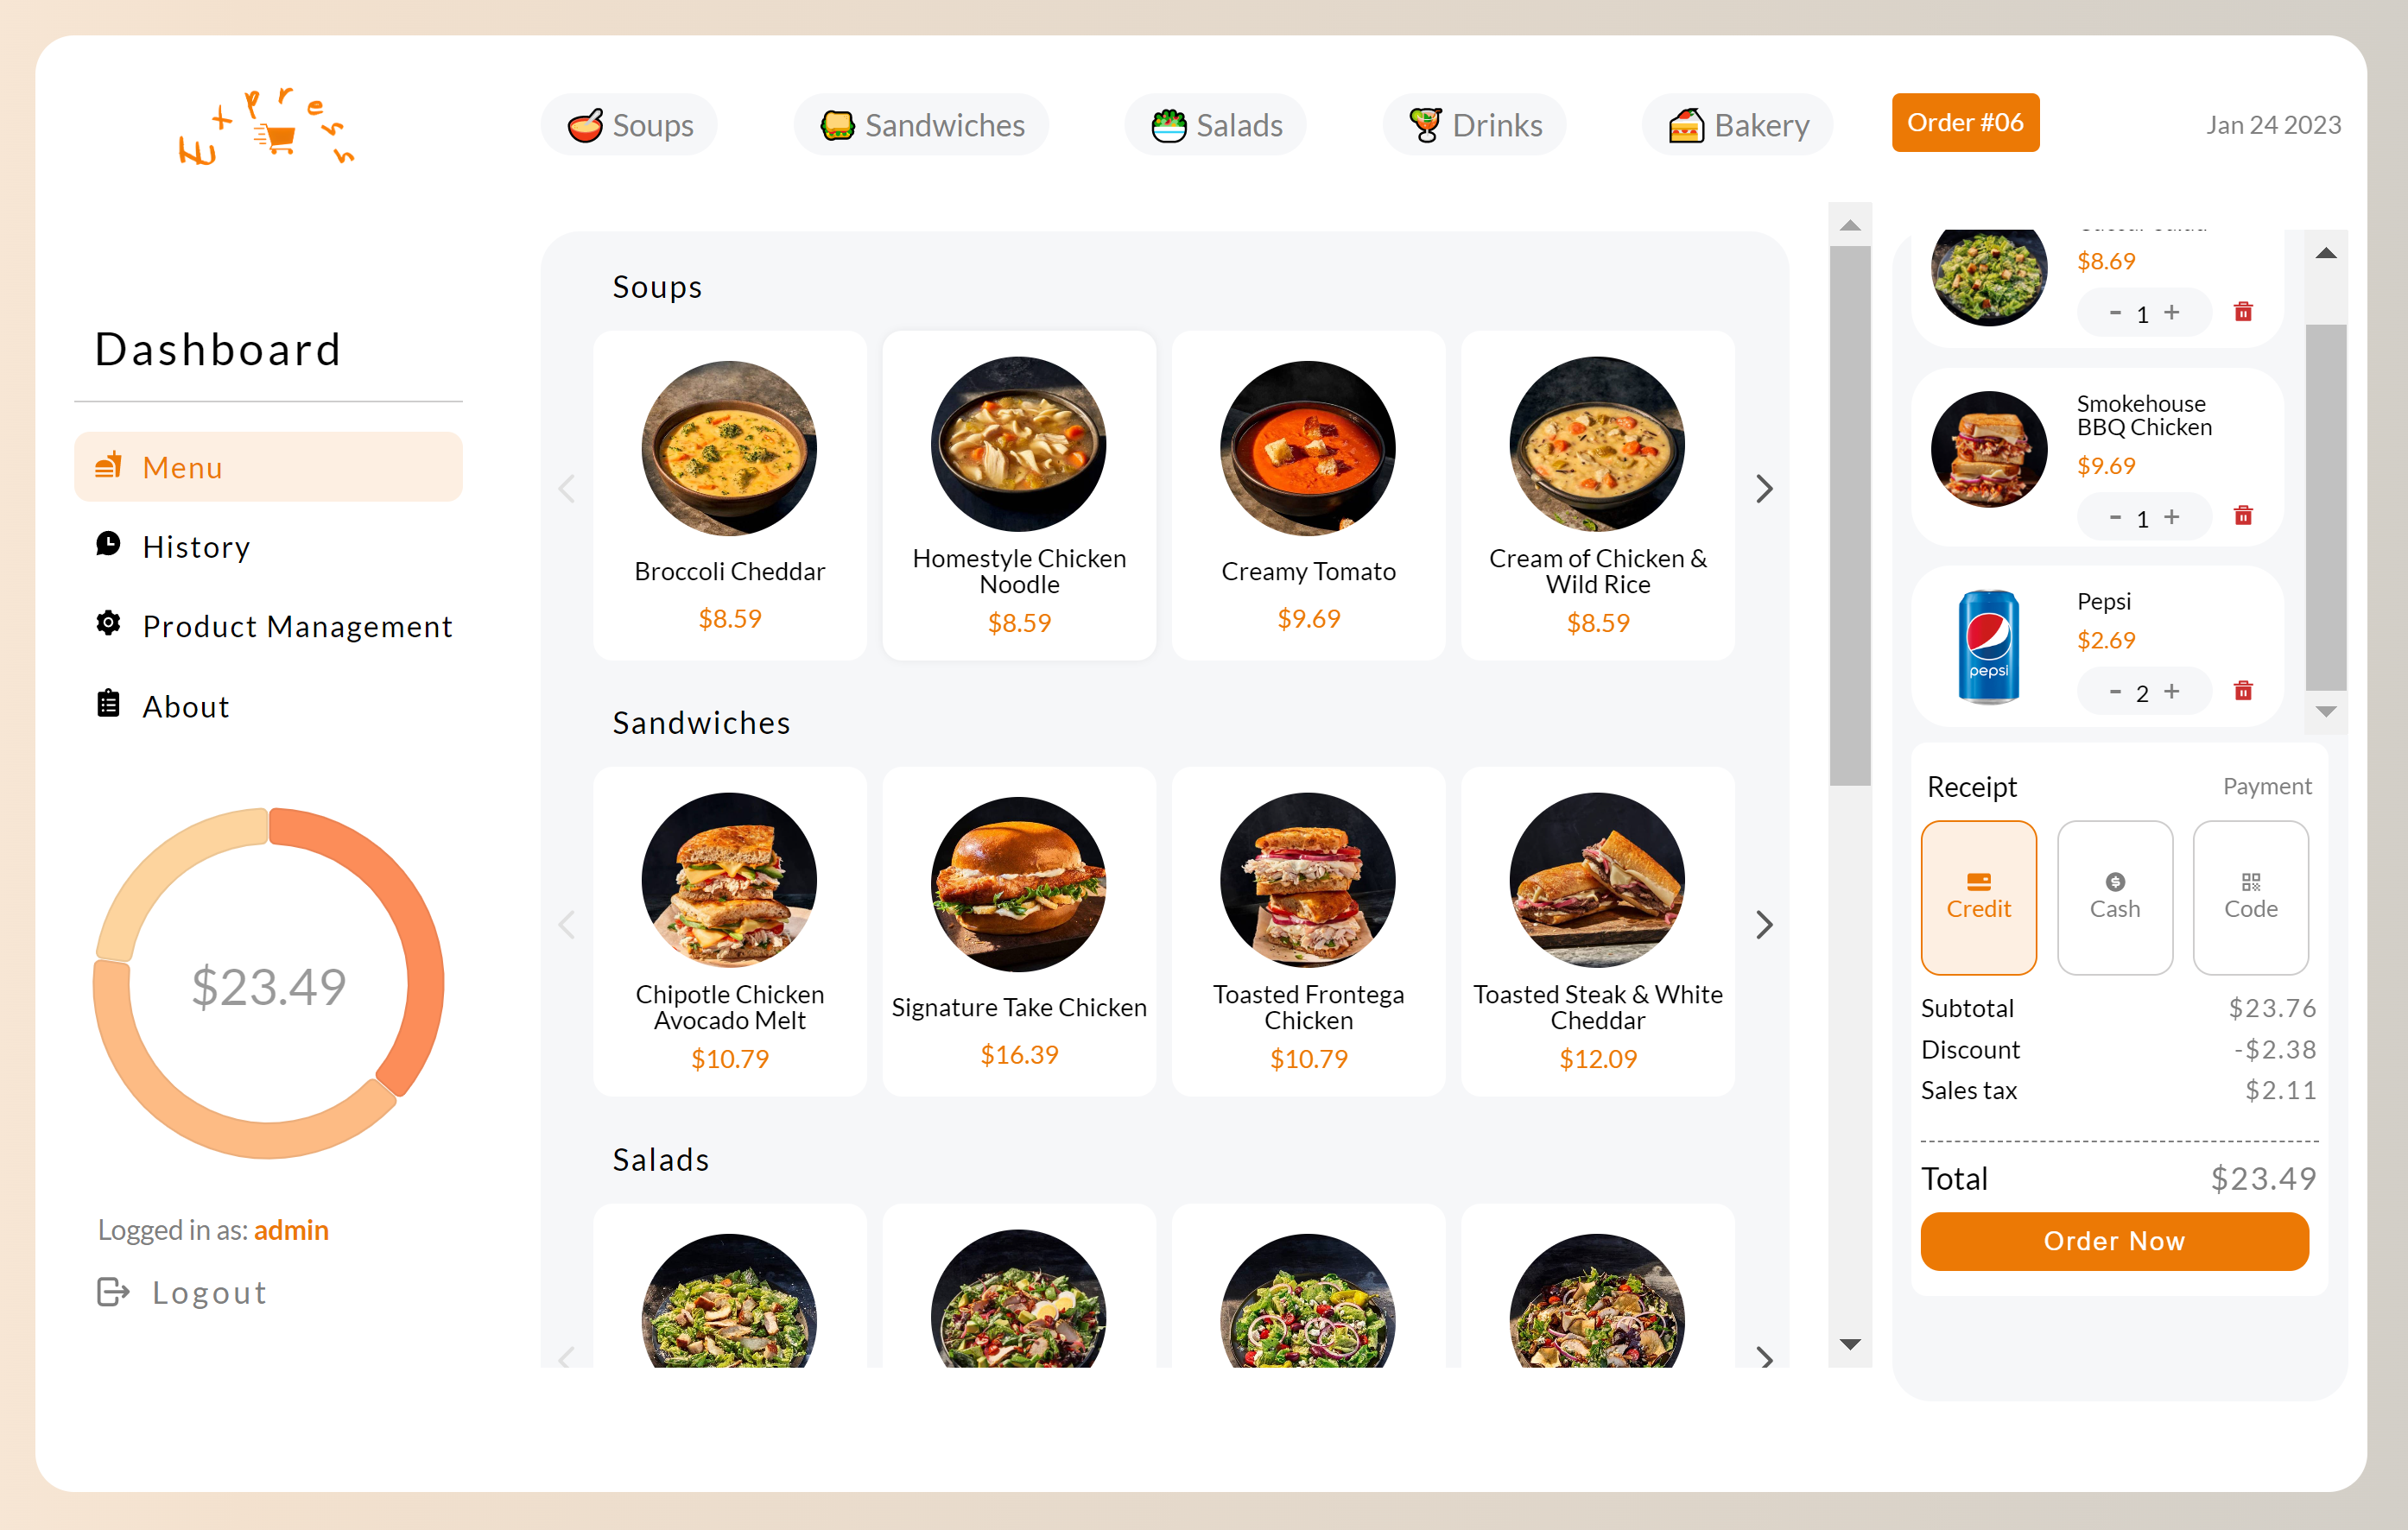 Extpress
Soups
Sandwiches
Salads
Drinks
Bakery
Order #06
Jan 24 2023
Dashboard
Menu
History
Product Management
About
$23.49
Logged in as: admin
Logout
Soups
Broccoli Cheddar
$8.59
Homestyle Chicken
Noodle
$8.59
Creamy Tomato
$9.69
Cream of Chicken &
Wild Rice
$8.59
Sandwiches
Chipotle Chicken
Avocado Melt
$10.79
Signature Take Chicken
$16.39
Toasted Frontega
Chicken
$10.79
Toasted Steak & White
Cheddar
$12.09
Salads
$8.69
- 1 +
Smokehouse
BBQ Chicken
$9.69
- 1 +
pepsi
Pepsi
$2.69
- 2 +
Receipt
Payment
Credit
Cash
Code
Subtotal $23.76
Discount -$2.38
Sales tax $2.11
Total $23.49
Order Now